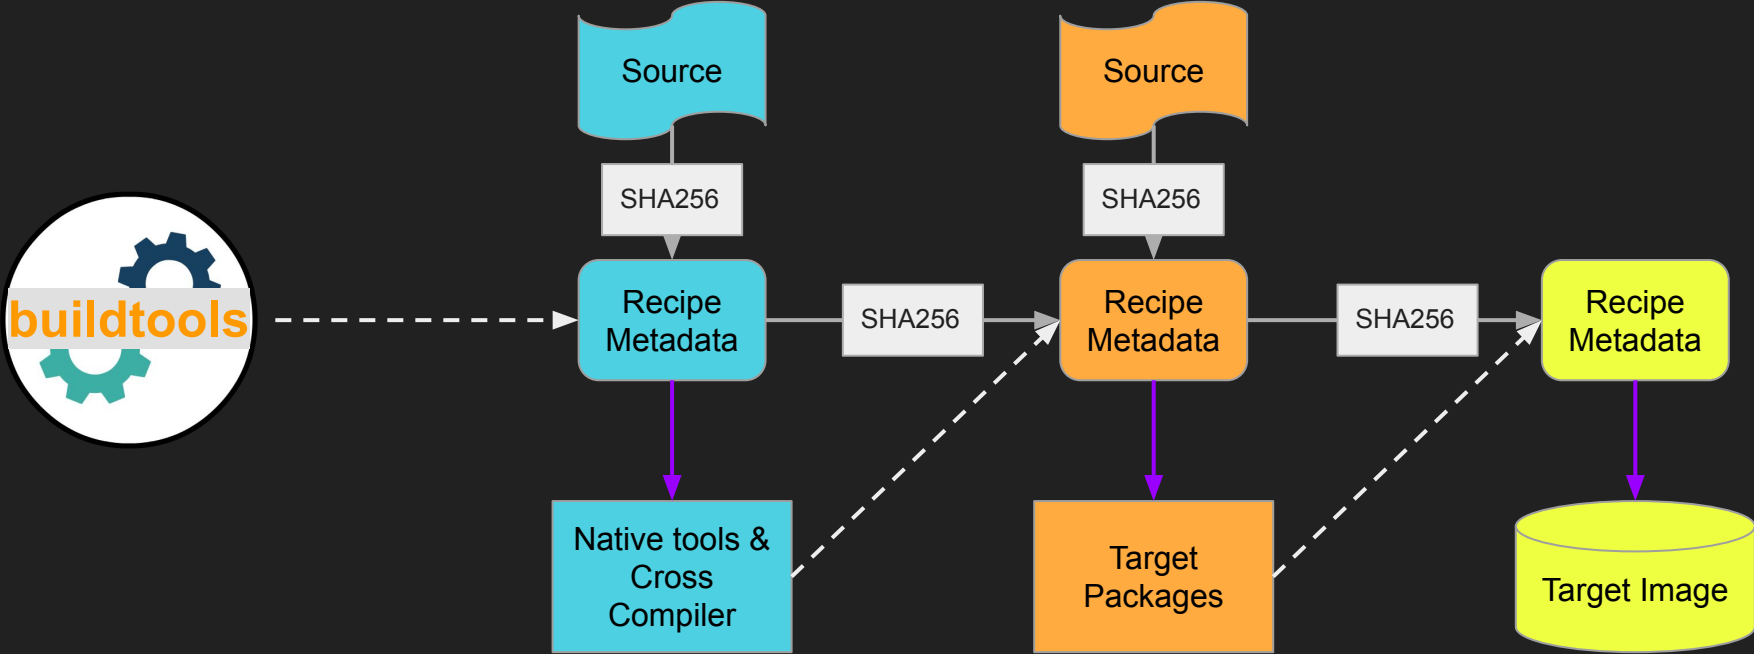 Source
Source
SHA256
SHA256
buildtools
Recipe
Metadata
SHA256
Recipe
Metadata
SHA256
Recipe
Metadata
Native tools &
Cross
Compiler
Target
Packages
Target Image